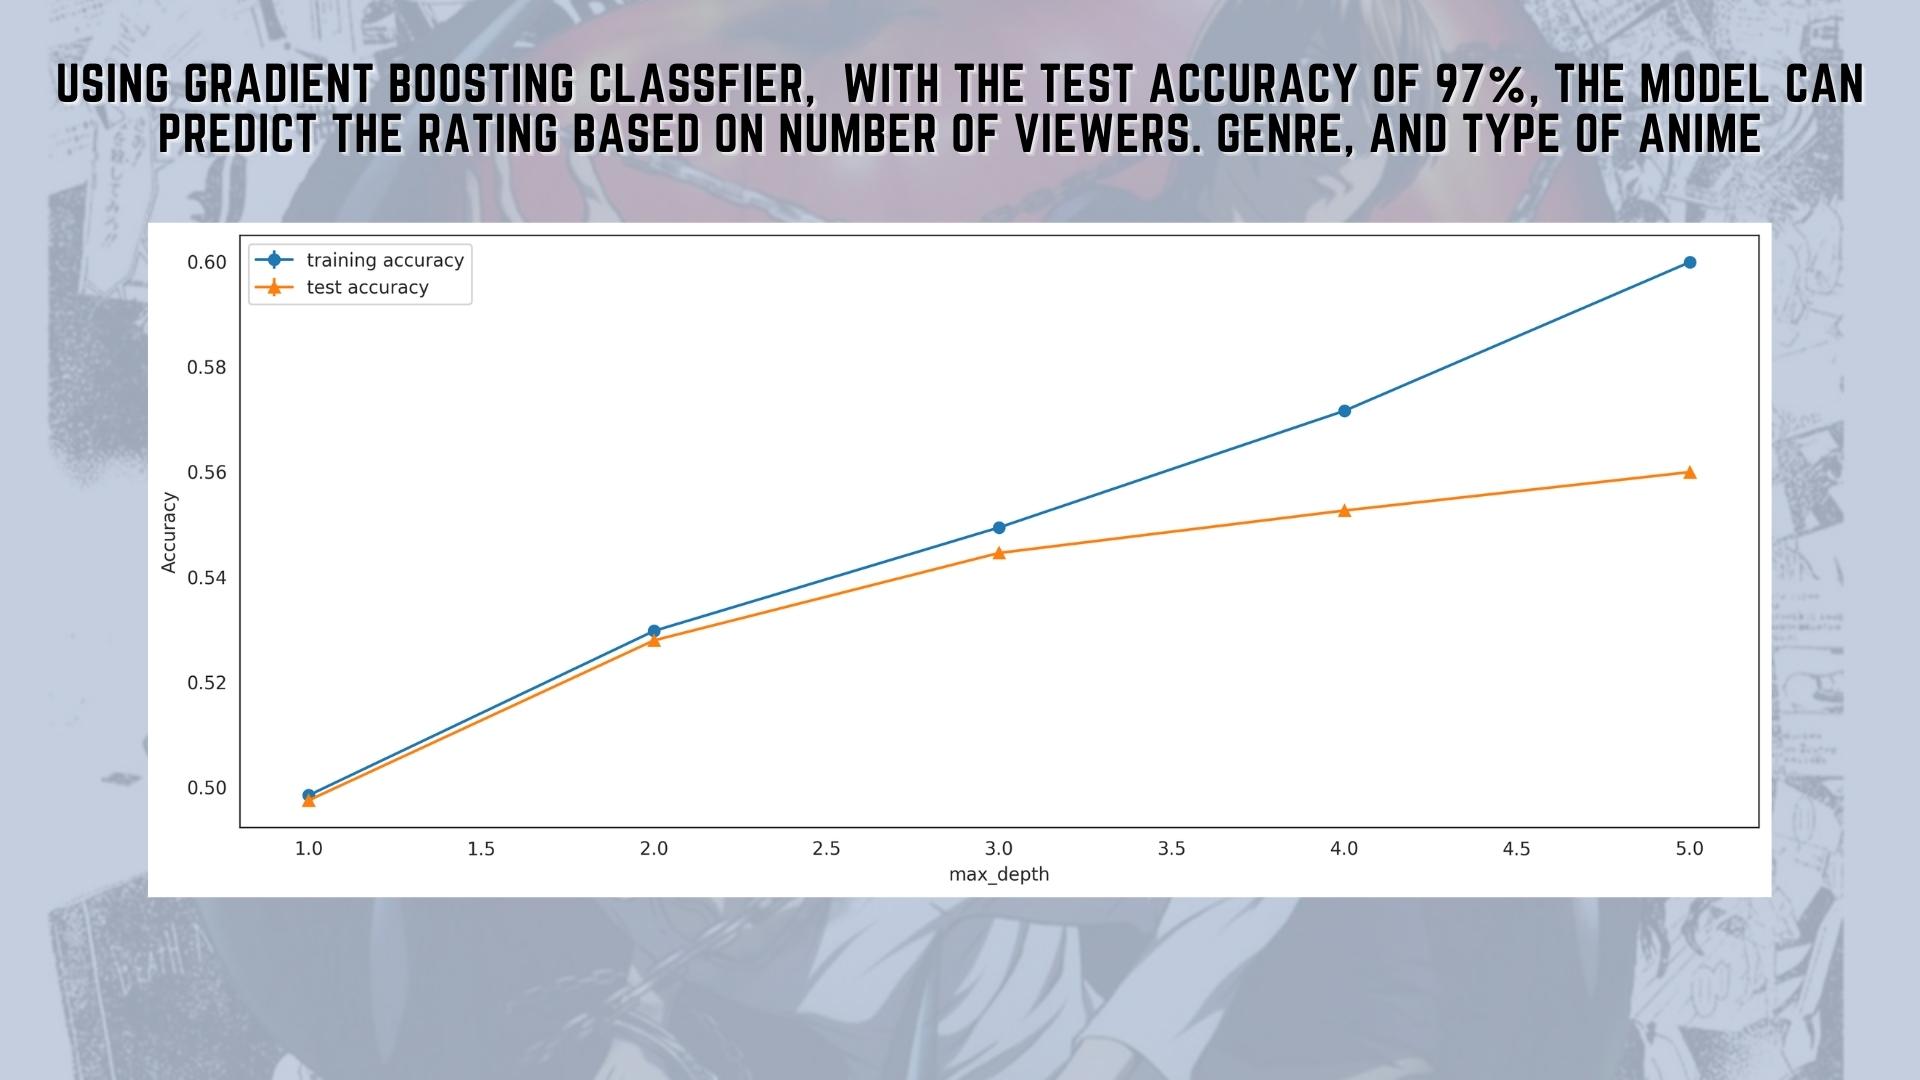 USING GRADIENT BOOSTING CLASSFIER, WITH THE TEST ACCURACY OF 97%, THE MODEL CAN
PREDICT THE RATING BASED ON NUMBER OF VIEWERS. GENRE, AND TYPE OF ANIME
training accuracy
test accuracy
0.60
0.58
0.56
0.54
0.52
0.50
Accuracy
1.0 1.5 2.0 2.5 3.0 3.5 4.0 4.5 5.0
max_depth